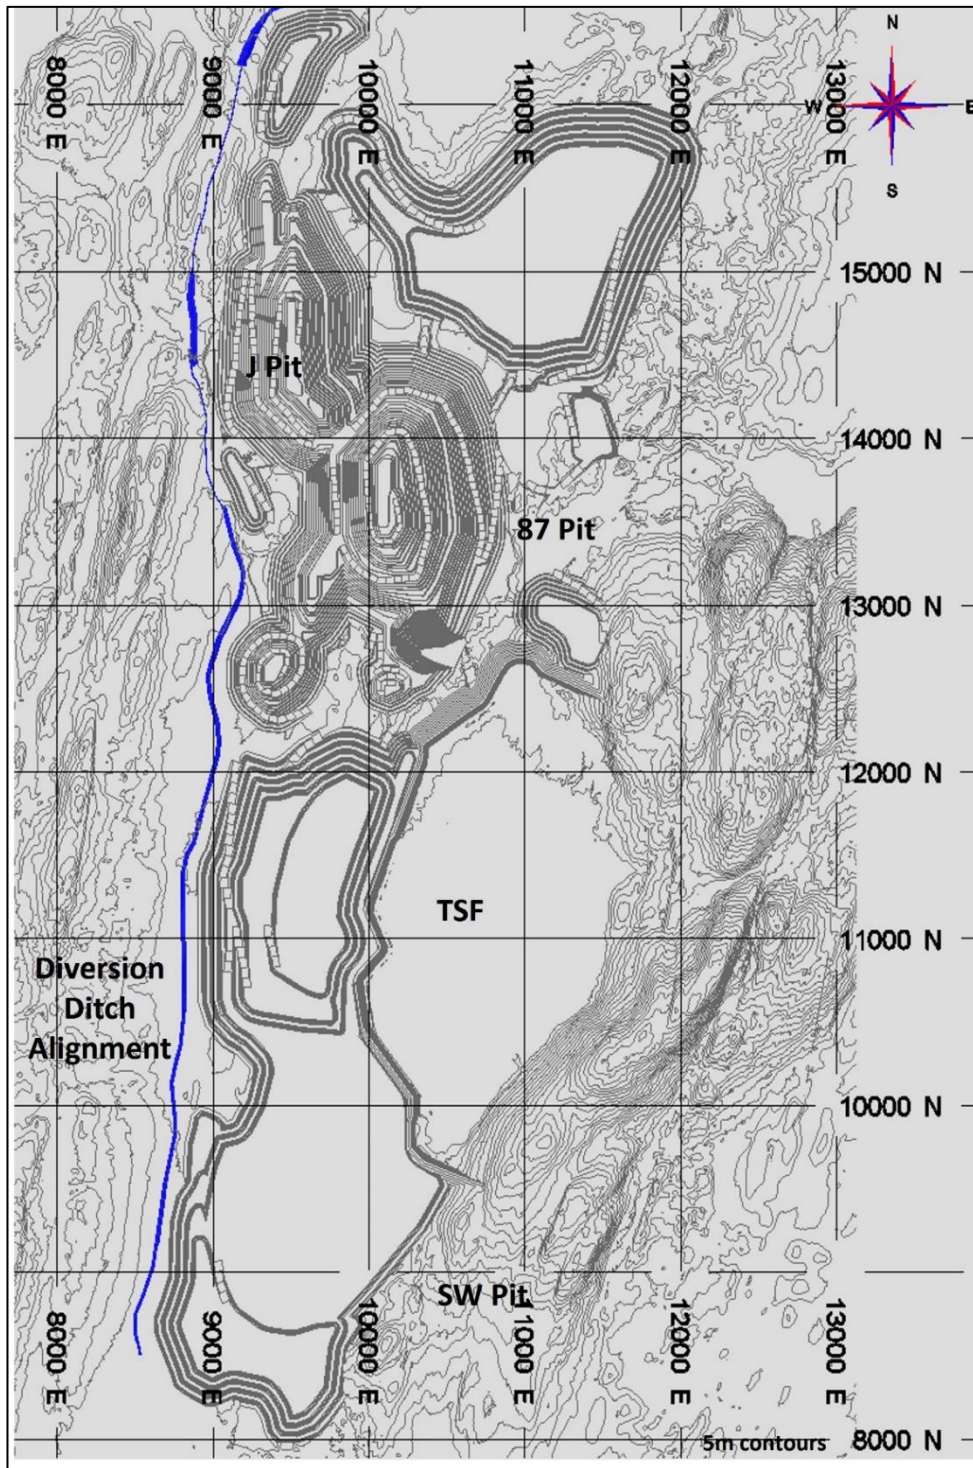 N
W E
S
8000 E
9000 E
10000 E
11000 E
12000 E
13000 E
15000 N
J Pit
14000 N
87 Pit
13000 N
12000 N
TSF
11000 N
Diversion
Ditch
Alignment
10000 N
SW Pit
8000 E
9000 E
10000 E
11000 E
12000 E
13000 E
5m contours
8000 N